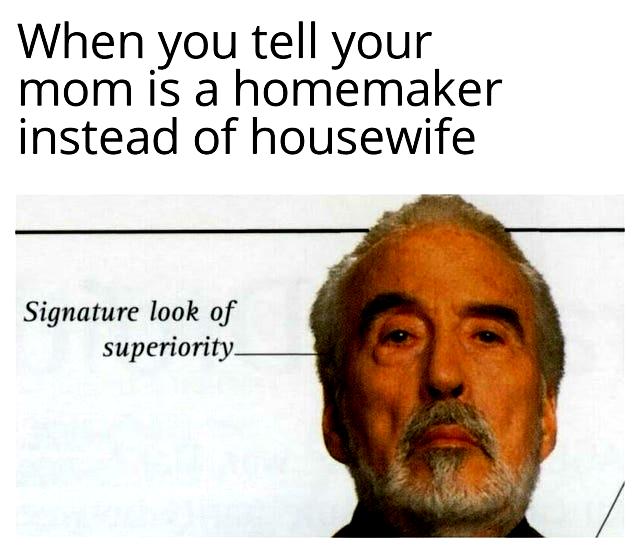 When you tell your
mom is a homemaker
instead of housewife
Signature look of
superiority